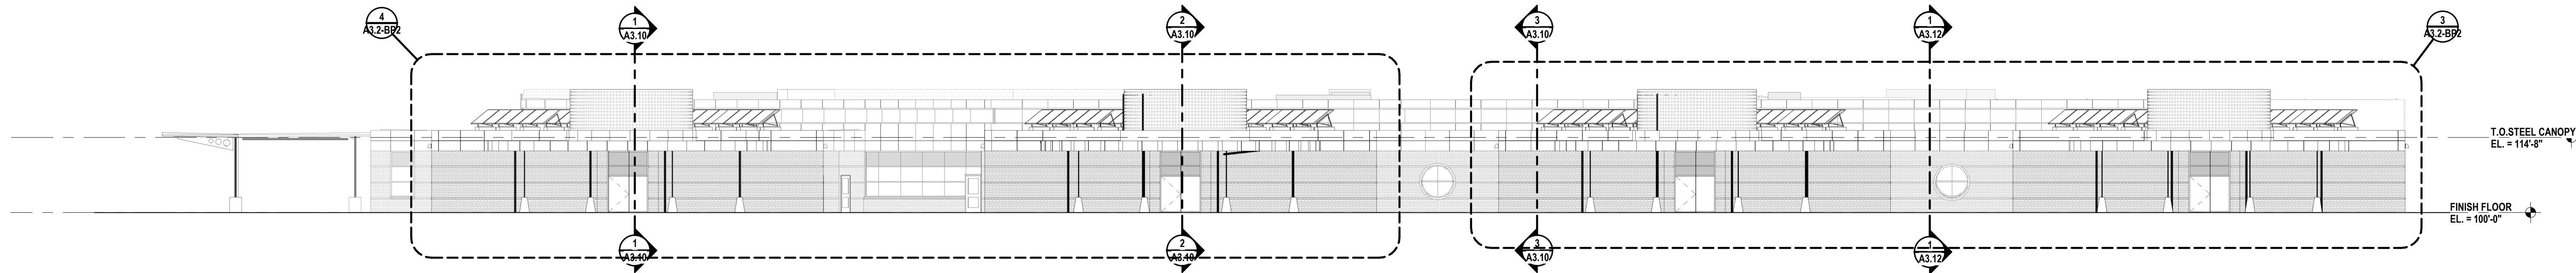 4
A3.2-BP2
1
A3.10
2
A3.10
3
A3.10
1
A3.12
3
A3.2-BP2
T.O.STEEL CANOPY
EL. = 114'-8"
FINISH FLOOR
EL. = 100'-0"
1
A3.10
2
A3.10
3
A3.10
1
A3.12